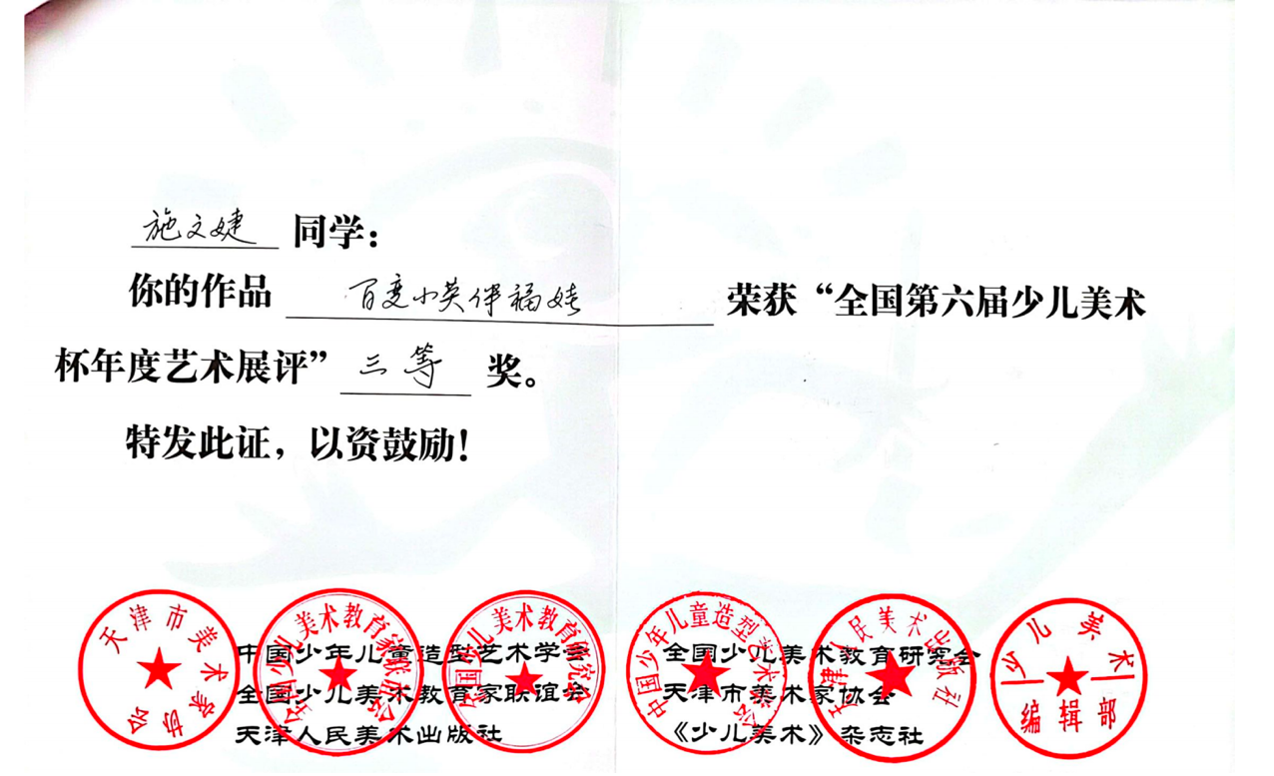 施文婕 同学：
你的作品 百变小英伴福娃 荣获“全国第六届少儿美术
杯年度艺术展评” 三等 奖。
特发此证，以资鼓励！
中国少年儿童造型艺术学会
全国少儿美术教育研究会
全国少儿美术教育家联谊会
天津市美术家协会
天津人民美术出版社
《少儿美术》杂志社
天津市美术家协会
全国少儿美术教育家联谊会
全国少儿美术教育研究会
中国少年儿童造型艺术学会
天津人民美术出版社
少儿美术
编辑部